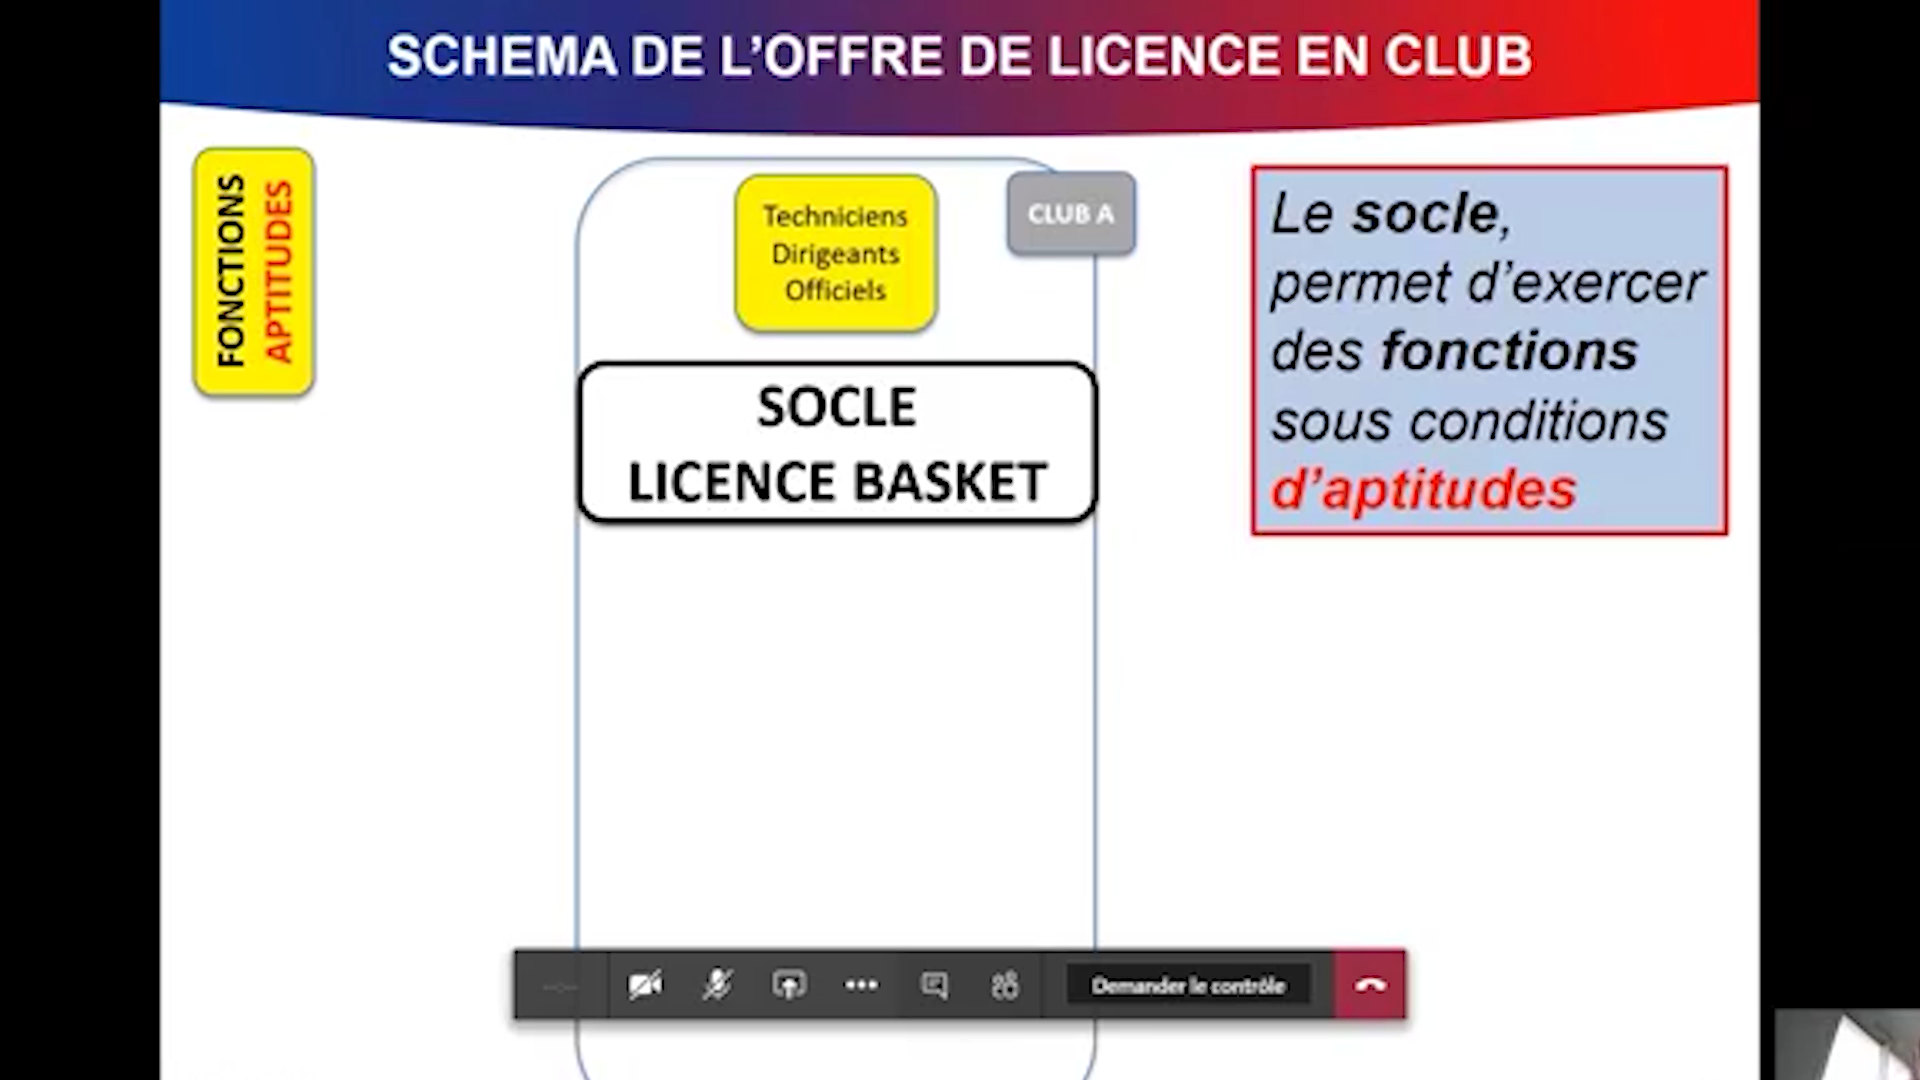 SCHEMA DE L’OFFRE DE LICENCE EN CLUB
FONCTIONS
APTITUDES
Techniciens
Dirigeants
Officiels
CLUB A
SOCLE
LICENCE BASKET
Le socle,
permet d’exercer
des fonctions
sous conditions
d’aptitudes
Demander le contrôle